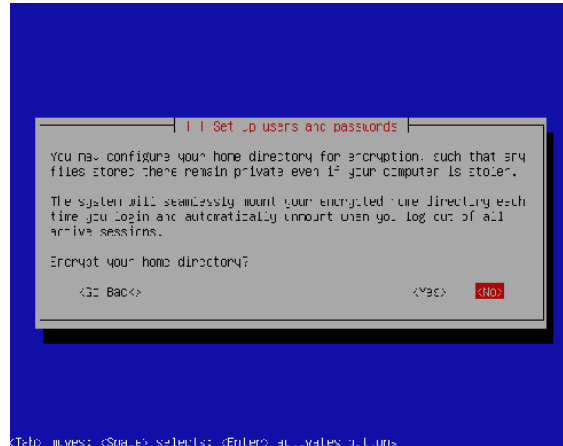 [!] Set up users and passwords
You may configure your home directory for encryption, such that any
files stored there remain private even if your computer is stolen.
The system will seamlessly mount your encrypted home directory each
time you login and automatically unmount when you log out of all
active sessions.
Encrypt your home directory?
<Go Back> <Yes> <No>
<Tab> moves; <Space> selects; <Enter> activates buttons